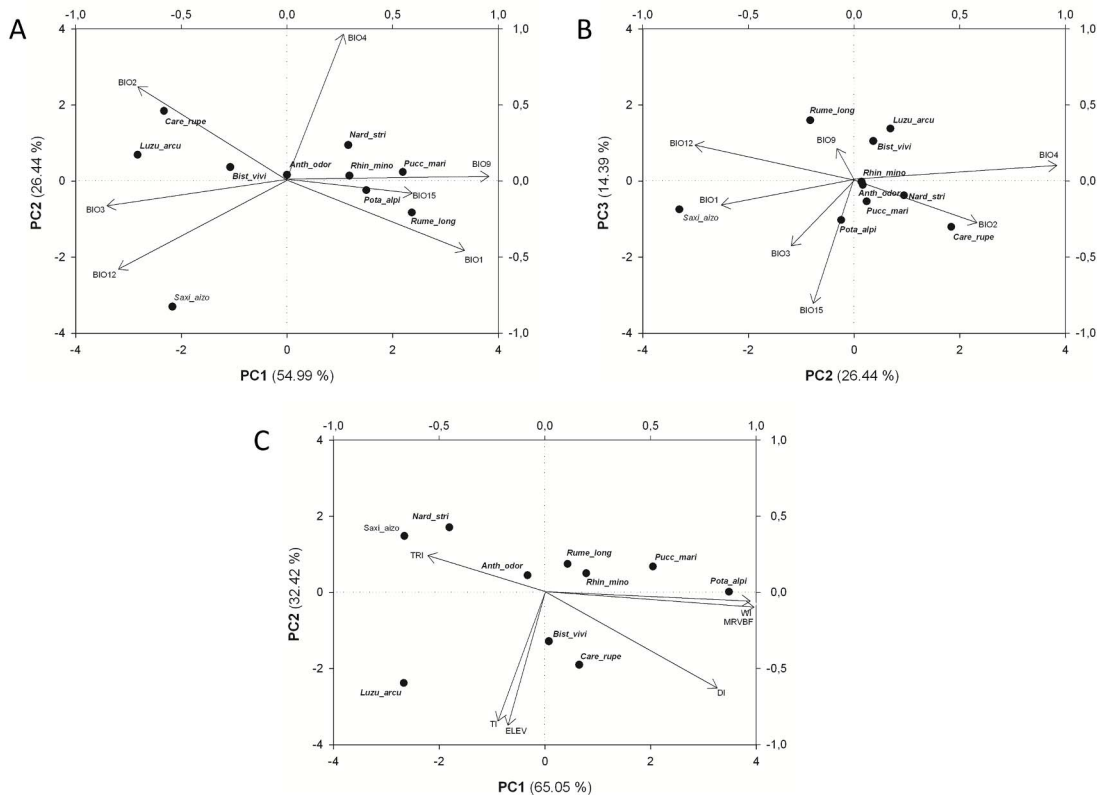 A
-1,0 -0,5 0,0 0,5 1,0
4 1,0
BIO4
BIO2
2 0,5
Care_rupe
Nard_stri
Luzu_arcu
Anth_odor Rhin_mino Pucc_mari BIO9
Bist_vivi
0 0,0
Pota_alpi BIO15
BIO3
Rume_long
-2 -0,5
BIO12 BIO1
Saxi_aizo
-4 -1,0
-4 -2 0 2 4
PC2 (26.44 %)
PC1 (54.99 %)
B
-1,0 -0,5 0,0 0,5 1,0
4 1,0
2 0,5
Rume_long Luzu_arcu
BIO12 BIO9 Bist_vivi
BIO4
Rhin_mino
0 0,0
Anth_odor Nard_stri
BIO1 Pucc_mari
Saxi_aizo BIO2
Pota_alpi Care_rupe
BIO3
-2 -0,5
BIO15
-4 -1,0
-4 -2 0 2 4
PC3 (14.39 %)
PC2 (26.44 %)
C
-1,0 -0,5 0,0 0,5 1,0
4 1,0
2 0,5
Nard_stri
Saxi_aizo
TRI Rume_long Pucc_mari
Anth_odor
Rhin_mino Pota_alpi
0 0,0
WI
MRVBF
Bist_vivi
Care_rupe
-2 -0,5
Luzu_arcu DI
TI ELEV
-4 -1,0
-4 -2 0 2 4
PC2 (32.42 %)
PC1 (65.05 %)